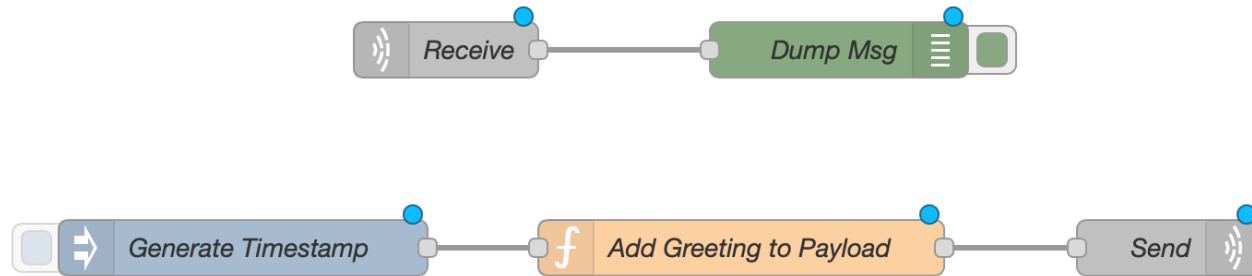 Receive
Dump Msg
Generate Timestamp
Add Greeting to Payload
Send